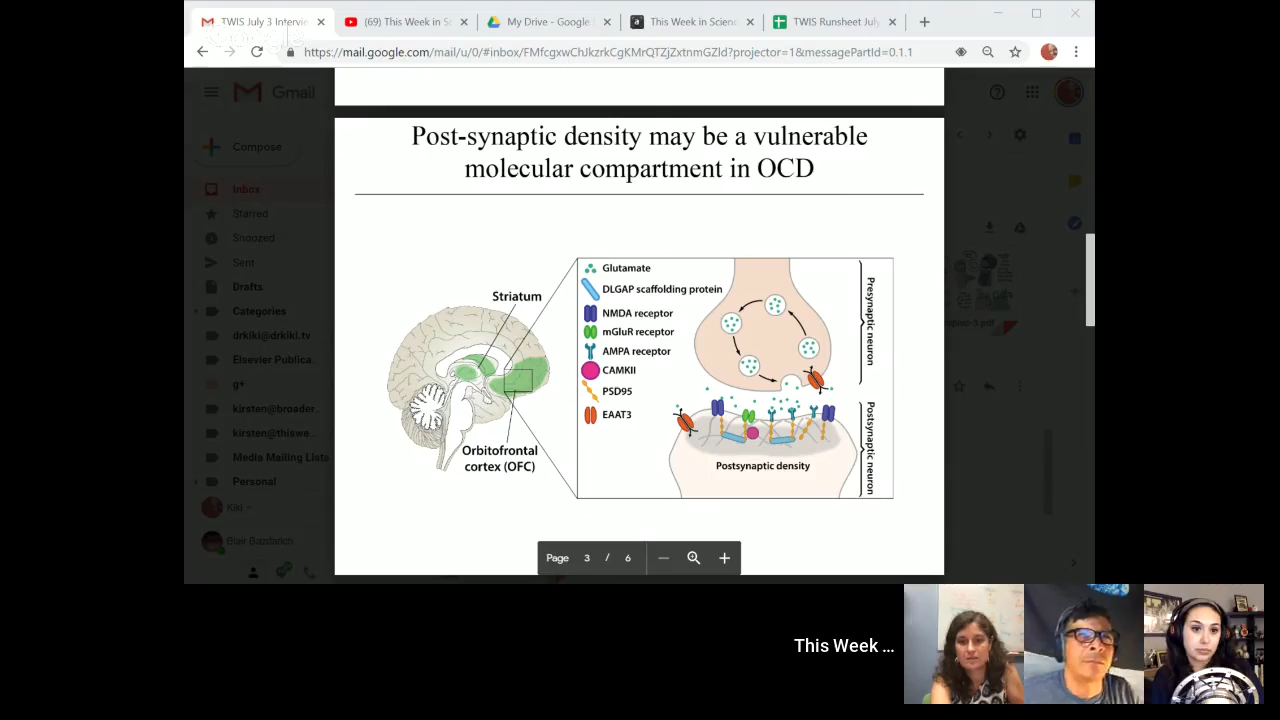 TWIS July 3 Intervie
(69) This Week in Sc
My Drive - Google
This Week in Scienc
TWIS Runsheet July
https://mail.google.com/mail/u/0/#inbox/FMfcgxwChJkzrkCgKMrQTZjZxtnmGZld?projector=1&messagePartId=0.1.1
Gmail
Compose
Inbox
Starred
Snoozed
Sent
Drafts
Categories
drkiki@drkiki.tv
Elsevier Publica...
g+
kirsten@broader...
kirsten@thiswe...
Media Mailing Lists
Personal
Kiki
Blair Bazdarich
Post-synaptic density may be a vulnerable
molecular compartment in OCD
Striatum
Orbitofrontal
cortex (OFC)
Glutamate
DLGAP scaffolding protein
NMDA receptor
mGluR receptor
AMPA receptor
CAMKII
PSD95
EAAT3
Postsynaptic density
Presynaptic neuron
Postsynaptic neuron
Page 3 / 6
This Week ...